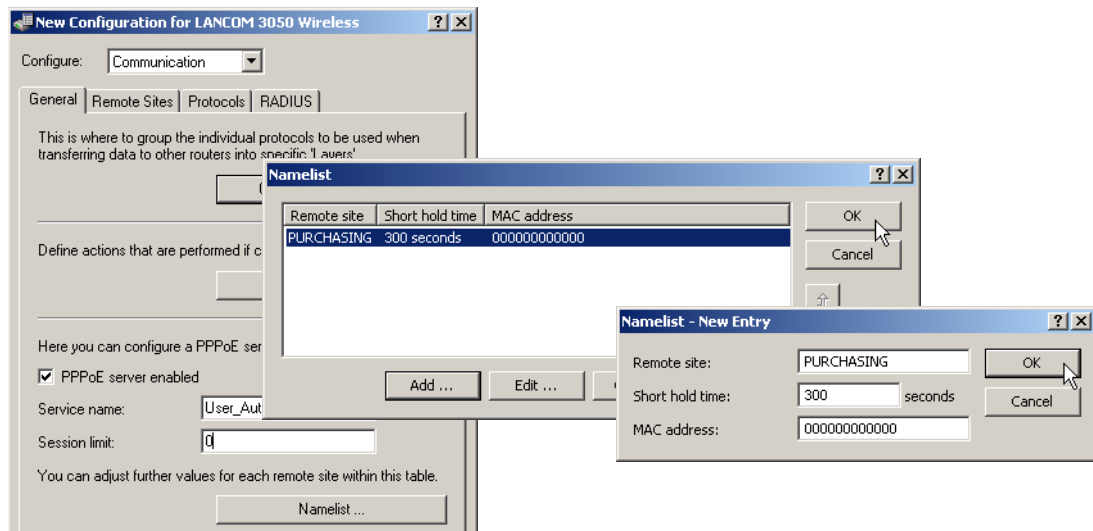 New Configuration for LANCOM 3050 Wireless
Configure: Communication
General Remote Sites Protocols RADIUS
This is where to group the individual protocols to be used when
transferring data to other routers into specific 'Layers'
Define actions that are performed if c
Here you can configure a PPPoE ser
PPPoE server enabled
Service name: User_Aut
Session limit: 0
You can adjust further values for each remote site within this table.
Namelist ...
Namelist
Remote site Short hold time MAC address
PURCHASING 300 seconds 000000000000
OK
Cancel
Add ... Edit ...
Namelist - New Entry
Remote site: PURCHASING OK
Short hold time: 300 seconds Cancel
MAC address: 000000000000